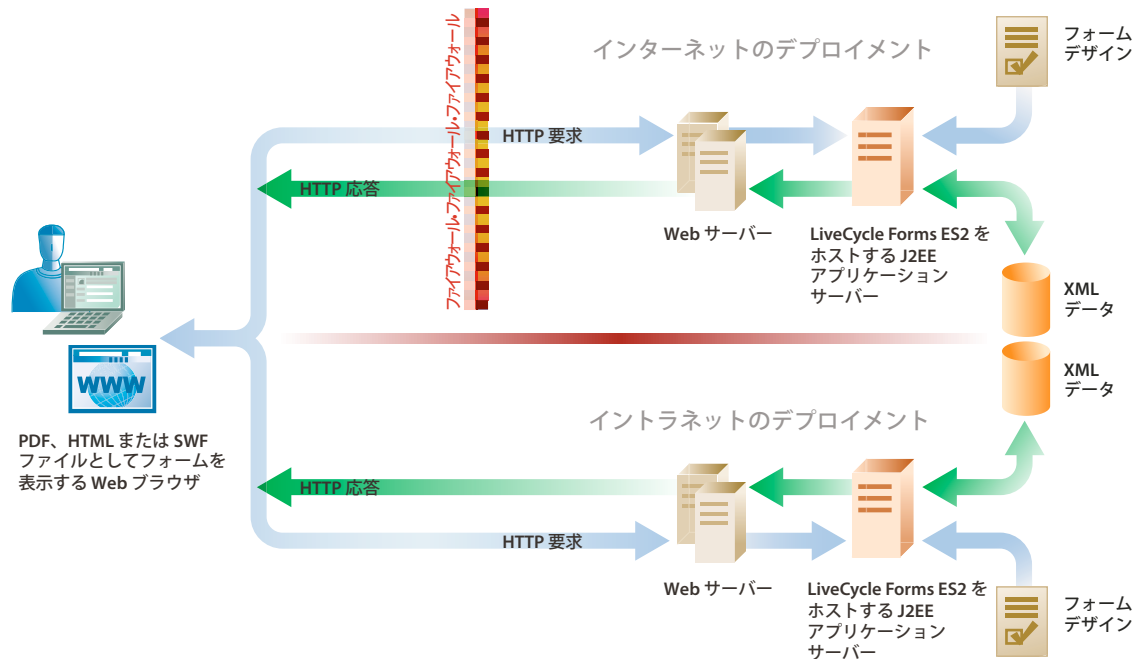 インターネットのデプロイメント
フォーム
デザイン
ファイアウォール・ファイアウォール・ファイアウォール
HTTP 要求
HTTP 応答
Web サーバー
LiveCycle Forms ES2 を
ホストする J2EE
アプリケーション
サーバー
XML
データ
WWW
XML
データ
イントラネットのデプロイメント
PDF、HTML または SWF
ファイルとしてフォームを
表示する Web ブラウザ
HTTP 応答
HTTP 要求
Web サーバー
LiveCycle Forms ES2 を
ホストする J2EE
アプリケーション
サーバー
フォーム
デザイン